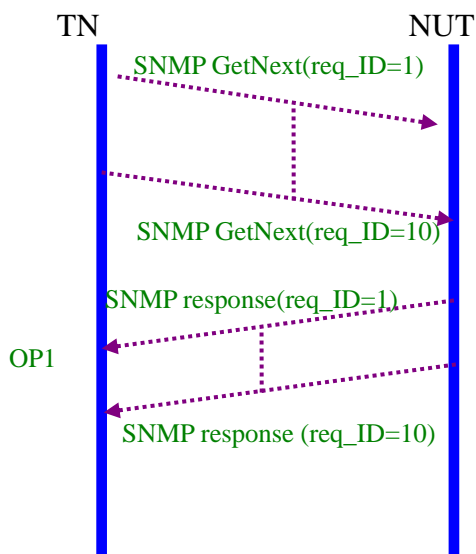 TN NUT
SNMP GetNext(req_ID=1)
SNMP GetNext(req_ID=10)
SNMP response(req_ID=1)
OP1
SNMP response (req_ID=10)